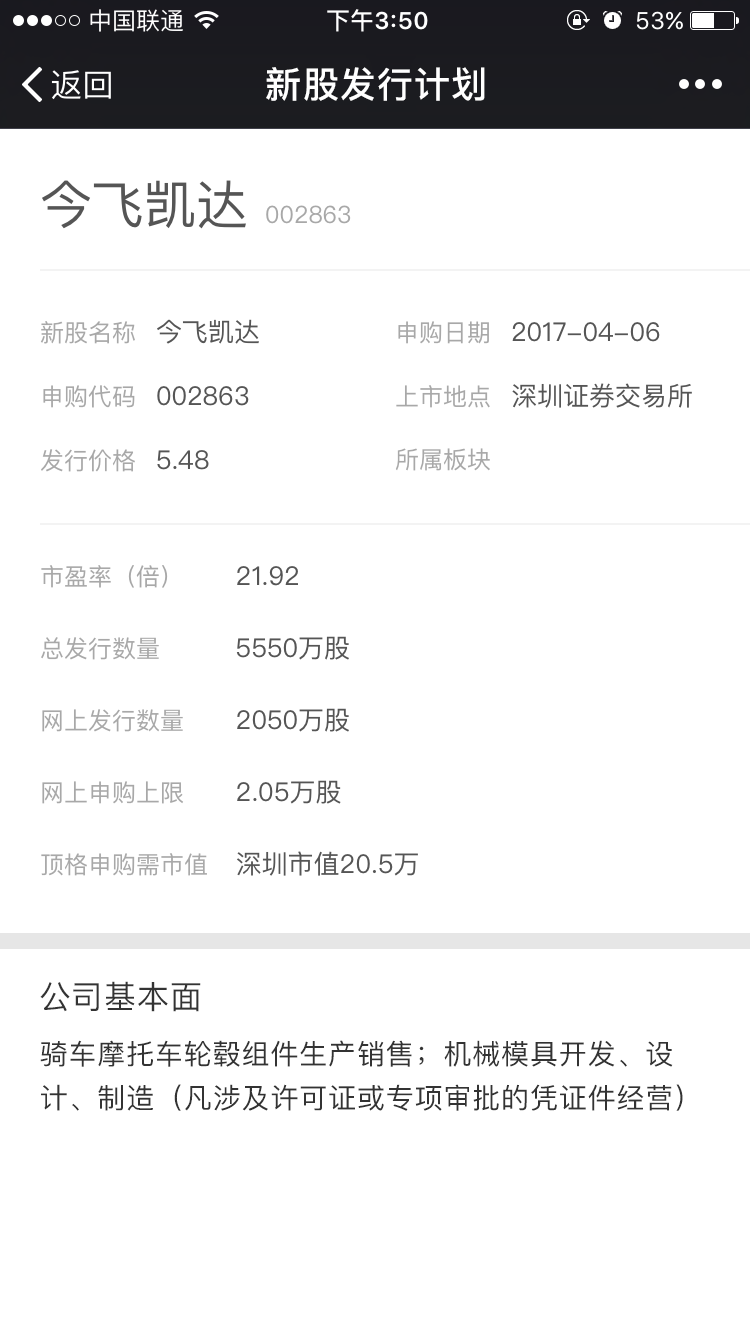 中国联通 下午3:50 53%
返回 新股发行计划
今飞凯达 002863
新股名称 今飞凯达 申购日期 2017-04-06
申购代码 002863 上市地点 深圳证券交易所
发行价格 5.48 所属板块
市盈率（倍） 21.92
总发行数量 5550万股
网上发行数量 2050万股
网上申购上限 2.05万股
顶格申购需市值 深圳市值20.5万
公司基本面
骑车摩托车轮毂组件生产销售；机械模具开发、设
计、制造（凡涉及许可证或专项审批的凭证件经营）